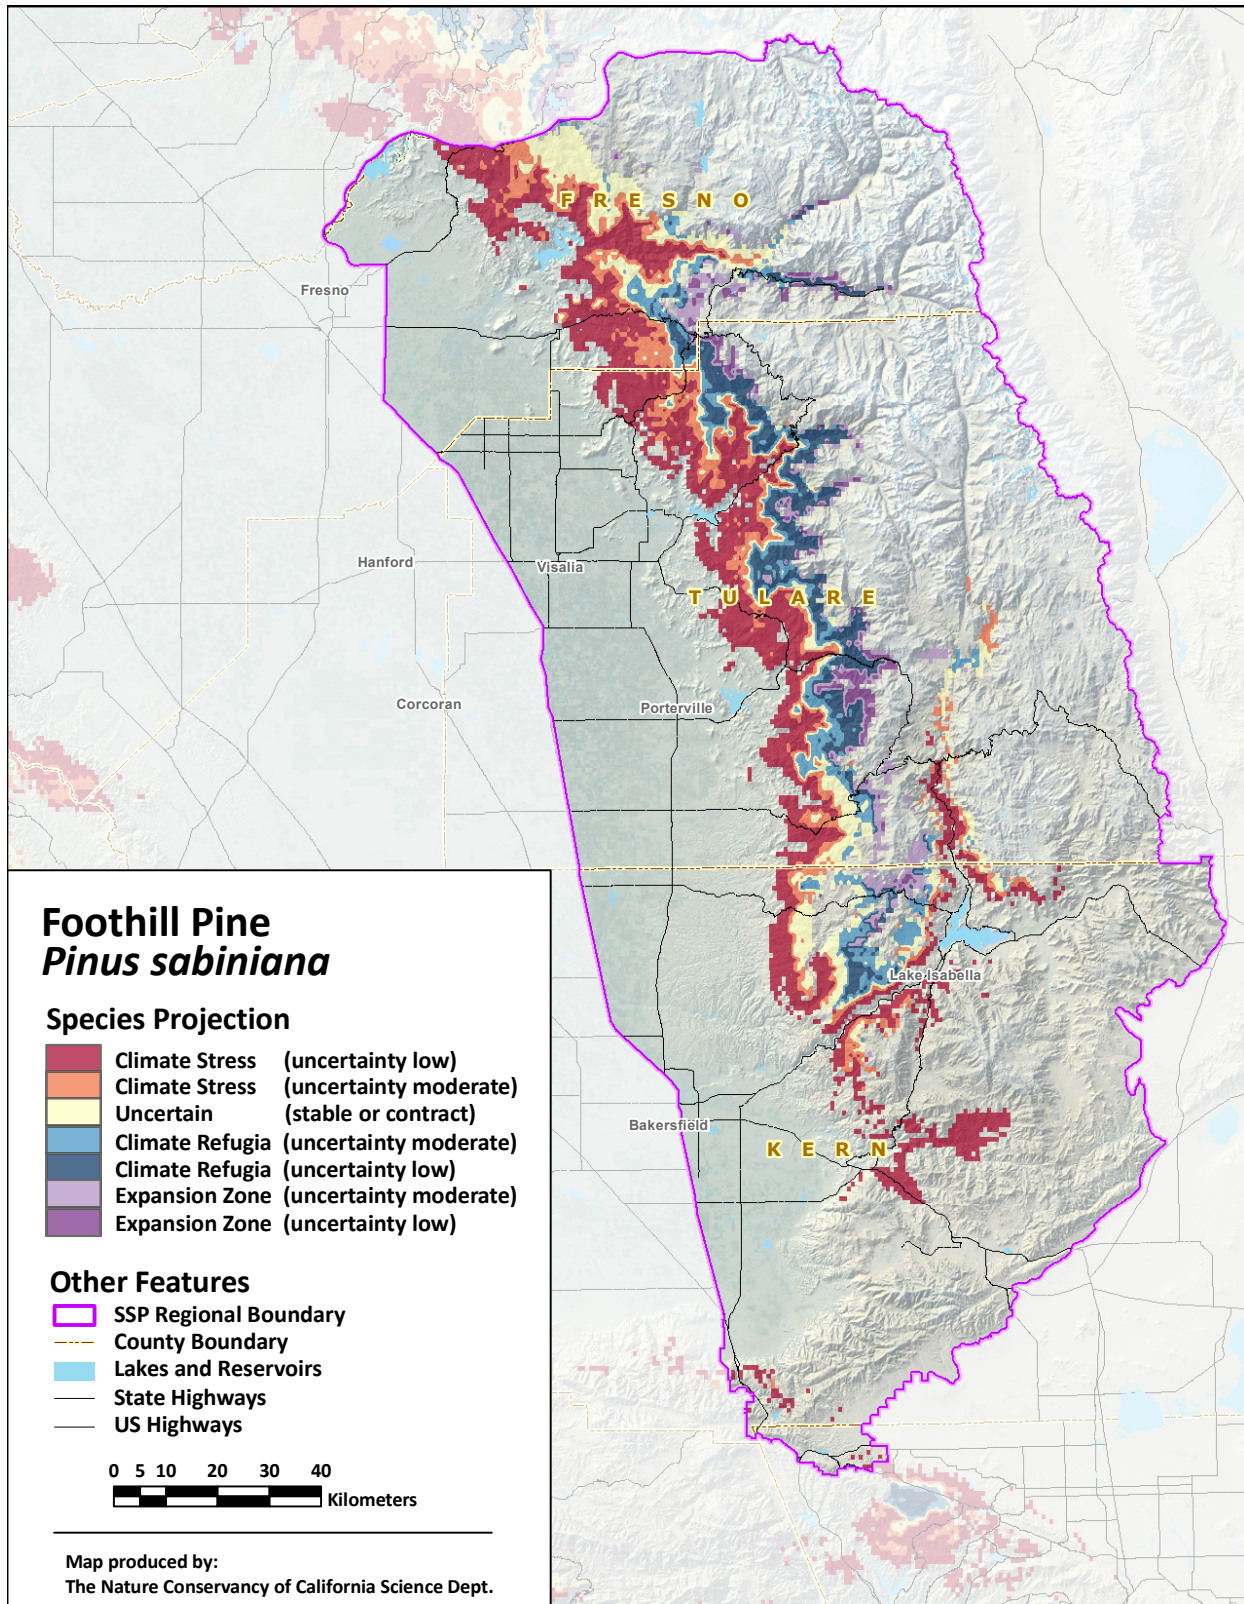 F R E S N O
Fresno
Hanford
Visalia
T U L A R E
Corcoran
Porterville
Lake Isabella
Bakersfield
K E R N
Foothill Pine
Pinus sabiniana
Species Projection
Climate Stress (uncertainty low)
Climate Stress (uncertainty moderate)
Uncertain (stable or contract)
Climate Refugia (uncertainty moderate)
Climate Refugia (uncertainty low)
Expansion Zone (uncertainty moderate)
Expansion Zone (uncertainty low)
Other Features
SSP Regional Boundary
County Boundary
Lakes and Reservoirs
State Highways
US Highways
0 5 10 20 30 40
Kilometers
Map produced by:
The Nature Conservancy of California Science Dept.